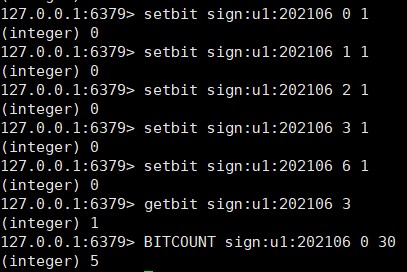 127.0.0.1:6379> setbit sign:u1:202106 0 1
(integer) 0
127.0.0.1:6379> setbit sign:u1:202106 1 1
(integer) 0
127.0.0.1:6379> setbit sign:u1:202106 2 1
(integer) 0
127.0.0.1:6379> setbit sign:u1:202106 3 1
(integer) 0
127.0.0.1:6379> setbit sign:u1:202106 6 1
(integer) 0
127.0.0.1:6379> getbit sign:u1:202106 3
(integer) 1
127.0.0.1:6379> BITCOUNT sign:u1:202106 0 30
(integer) 5